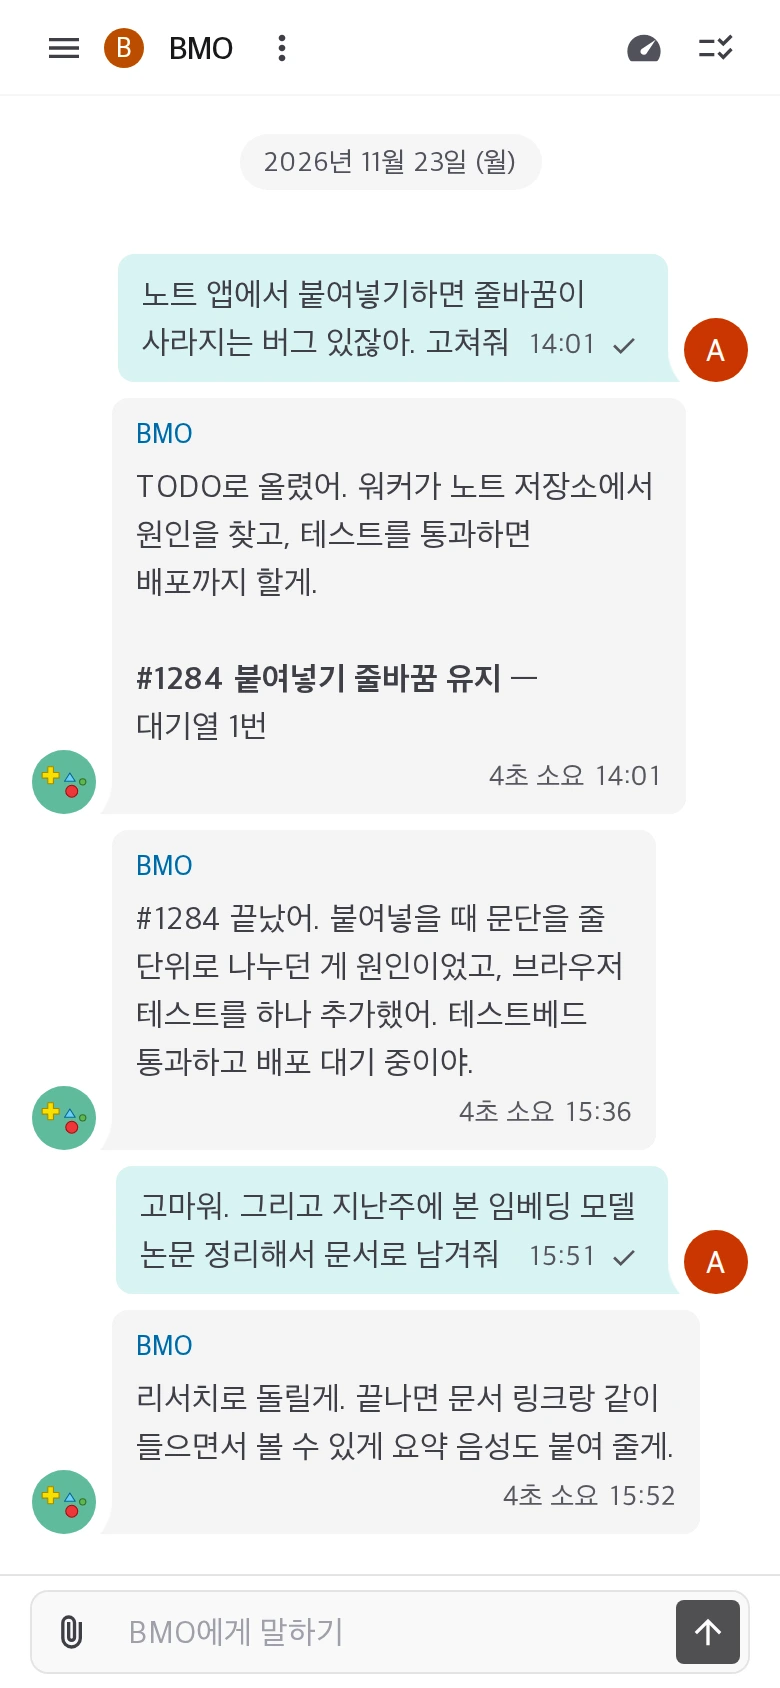 B BMO
2026년 11월 23일 (월)
노트 앱에서 붙여넣기하면 줄바꿈이
사라지는 버그 있잖아. 고쳐줘 14:01
A
BMO
TODO로 올렸어. 워커가 노트 저장소에서
원인을 찾고, 테스트를 통과하면
배포까지 할게.
#1284 붙여넣기 줄바꿈 유지 —
대기열 1번
4초 소요 14:01
BMO
#1284 끝났어. 붙여넣을 때 문단을 줄
단위로 나누던 게 원인이었고, 브라우저
테스트를 하나 추가했어. 테스트베드
통과하고 배포 대기 중이야.
4초 소요 15:36
고마워. 그리고 지난주에 본 임베딩 모델
논문 정리해서 문서로 남겨줘 15:51
A
BMO
리서치로 돌릴게. 끝나면 문서 링크랑 같이
들으면서 볼 수 있게 요약 음성도 붙여 줄게.
4초 소요 15:52
BMO에게 말하기